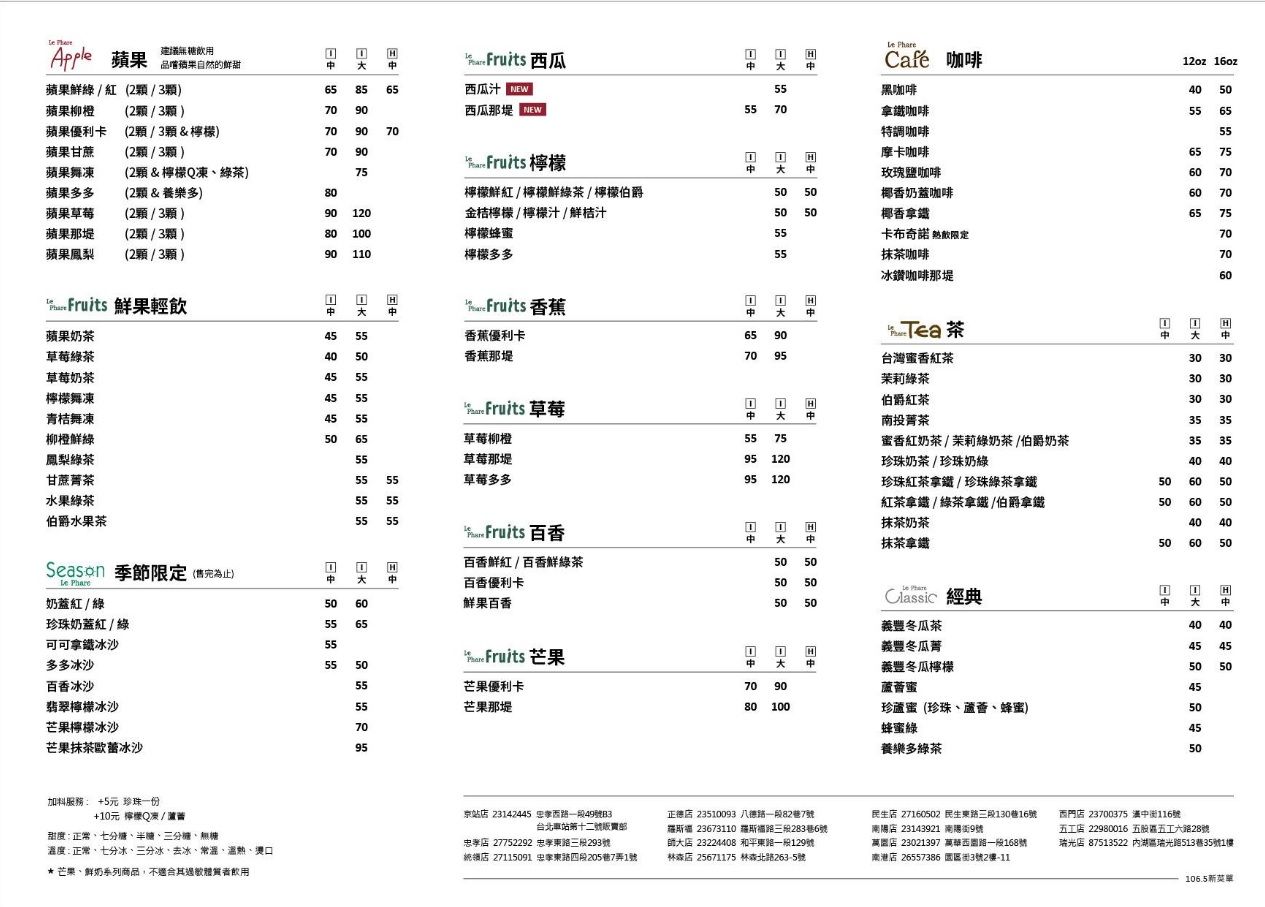 Le Phare Apple 蘋果 建議無糖飲用 I中 I大 H中
品嚐蘋果自然的鮮甜
蘋果鮮綠 / 紅 (2顆 / 3顆) 65 85 65
蘋果柳橙 (2顆 / 3顆 ) 70 90
蘋果優利卡 (2顆 / 3顆 & 檸檬) 70 90 70
蘋果甘蔗 (2顆 / 3顆 ) 70 90
蘋果舞凍 (2顆 & 檸檬Q凍、綠茶) 75
蘋果多多 (2顆 & 養樂多) 80
蘋果草莓 (2顆 / 3顆 ) 90 120
蘋果那堤 (2顆 / 3顆 ) 80 100
蘋果鳳梨 (2顆 / 3顆 ) 90 110
Le Phare Fruits 鮮果輕飲 I中 I大 H中
蘋果奶茶 45 55
草莓綠茶 40 50
草莓奶茶 45 55
檸檬舞凍 45 55
青桔舞凍 45 55
柳橙鮮綠 50 65
鳳梨綠茶 55
甘蔗菁茶 55 55
水果綠茶 55 55
伯爵水果茶 55 55
Season Le Phare 季節限定 (售完為止) I中 I大 H中
奶蓋紅 / 綠 50 60
珍珠奶蓋紅 / 綠 55 65
可可拿鐵冰沙 55
多多冰沙 55 50
百香冰沙 55
翡翠檸檬冰沙 55
芒果檸檬冰沙 70
芒果抹茶歐蕾冰沙 95
加料服務 : +5元 珍珠一份
+10元 檸檬Q凍 / 蘆薈
甜度 : 正常、七分糖、半糖、三分糖、無糖
溫度 : 正常、七分冰、三分冰、去冰、常溫、溫熱、燙口
★ 芒果、鮮奶系列商品，不適合其過敏體質者飲用
Le Phare Fruits 西瓜 I中 I大 H中
西瓜汁 NEW 55
西瓜那堤 NEW 55 70
Le Phare Fruits 檸檬 I中 I大 H中
檸檬鮮紅 / 檸檬鮮綠茶 / 檸檬伯爵 50 50
金桔檸檬 / 檸檬汁 / 鮮桔汁 50 50
檸檬蜂蜜 55
檸檬多多 55
Le Phare Fruits 香蕉 I中 I大 H中
香蕉優利卡 65 90
香蕉那堤 70 95
Le Phare Fruits 草莓 I中 I大 H中
草莓柳橙 55 75
草莓那堤 95 120
草莓多多 95 120
Le Phare Fruits 百香 I中 I大 H中
百香鮮紅 / 百香鮮綠茶 50 50
百香優利卡 50 50
鮮果百香 50 50
Le Phare Fruits 芒果 I中 I大 H中
芒果優利卡 70 90
芒果那堤 80 100
Le Phare Café 咖啡 12oz 16oz
黑咖啡 40 50
拿鐵咖啡 55 65
特調咖啡 55
摩卡咖啡 65 75
玫瑰鹽咖啡 60 70
椰香奶蓋咖啡 60 70
椰香拿鐵 65 75
卡布奇諾 熱飲限定 70
抹茶咖啡 70
冰鑽咖啡那堤 60
Le Phare Tea 茶 I中 I大 H中
台灣蜜香紅茶 30 30
茉莉綠茶 30 30
伯爵紅茶 30 30
南投菁茶 35 35
蜜香紅奶茶 / 茉莉綠奶茶 /伯爵奶茶 35 35
珍珠奶茶 / 珍珠奶綠 40 40
珍珠紅茶拿鐵 / 珍珠綠茶拿鐵 50 60 50
紅茶拿鐵 / 綠茶拿鐵 /伯爵拿鐵 50 60 50
抹茶奶茶 40 40
抹茶拿鐵 50 60 50
Le Phare Classic 經典 I中 I大 H中
義豐冬瓜茶 40 40
義豐冬瓜菁 45 45
義豐冬瓜檸檬 50 50
蘆薈蜜 45
珍蘆蜜 (珍珠、蘆薈、蜂蜜) 50
蜂蜜綠 45
養樂多綠茶 50
京站店 23142445 忠孝西路一段49號B3
台北車站第十二號販賣部
忠孝店 27752292 忠孝東路三段293號
統領店 27115091 忠孝東路四段205巷7弄1號
正德店 23510093 八德路一段82巷7號
羅斯福 23673110 羅斯福路三段283巷6號
師大店 23224408 和平東路一段129號
林森店 25671175 林森北路263-5號
民生店 27160502 民生東路三段130巷16號
南陽店 23143921 南陽街9號
萬園店 23021397 萬華西園路一段168號
南港店 26557386 園區街3號2樓-11
西門店 23700375 漢中街116號
五工店 22980016 五股區五工六路28號
瑞光店 87513522 內湖區瑞光路513巷35號1樓
106.5新菜單